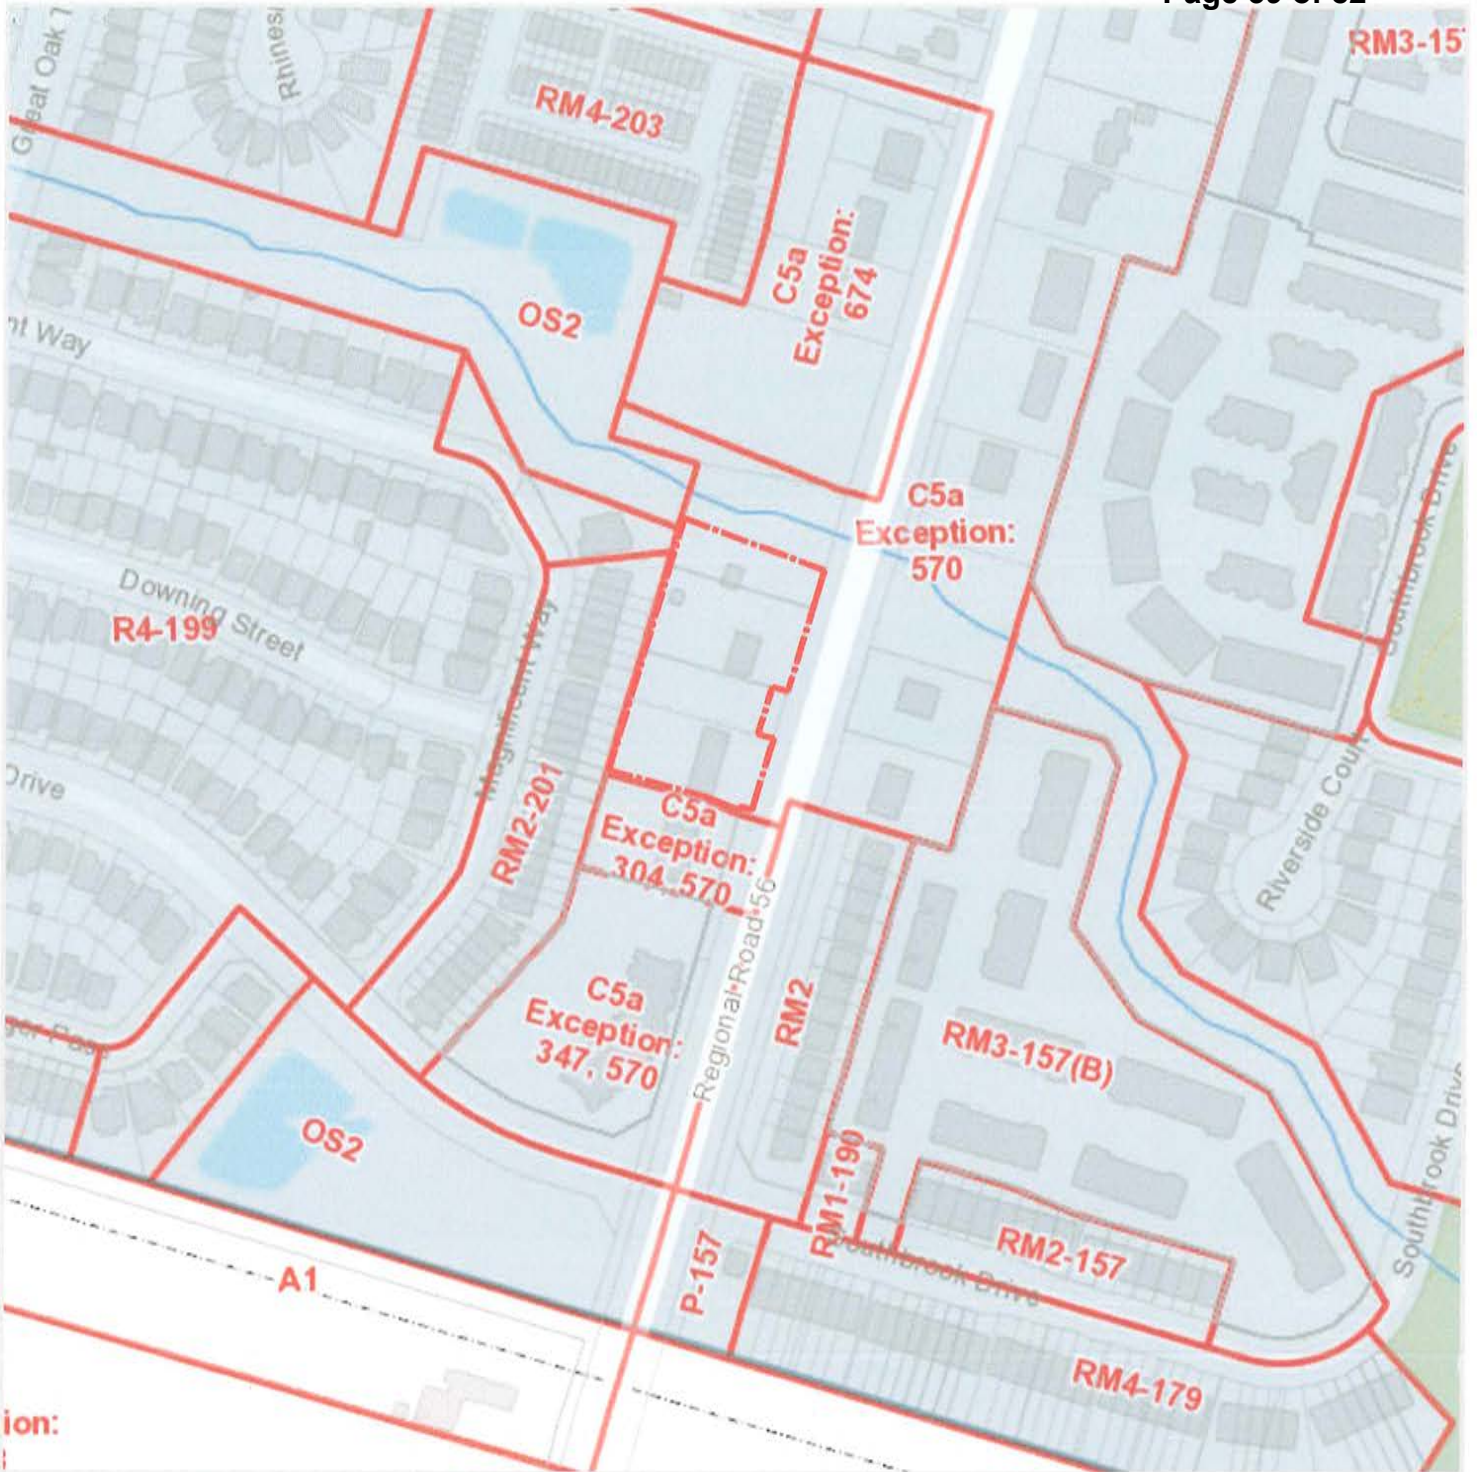 RM3-15
Great Oak
RM4-203
C5a
Exception:
674
OS2
nt Way
C5a
Exception:
570
Southbrook Drive
Downing Street
R4-199
Magnificent Way
RM2-201
Drive
C5a
Exception:
304, 570
Riverside Court
Regional Road 56
C5a
Exception:
347, 570
RM2
RM3-157(B)
OS2
RM1-190
Southbrook Drive
RM2-157
Southbrook Drive
P-157
A1
RM4-179
ion: